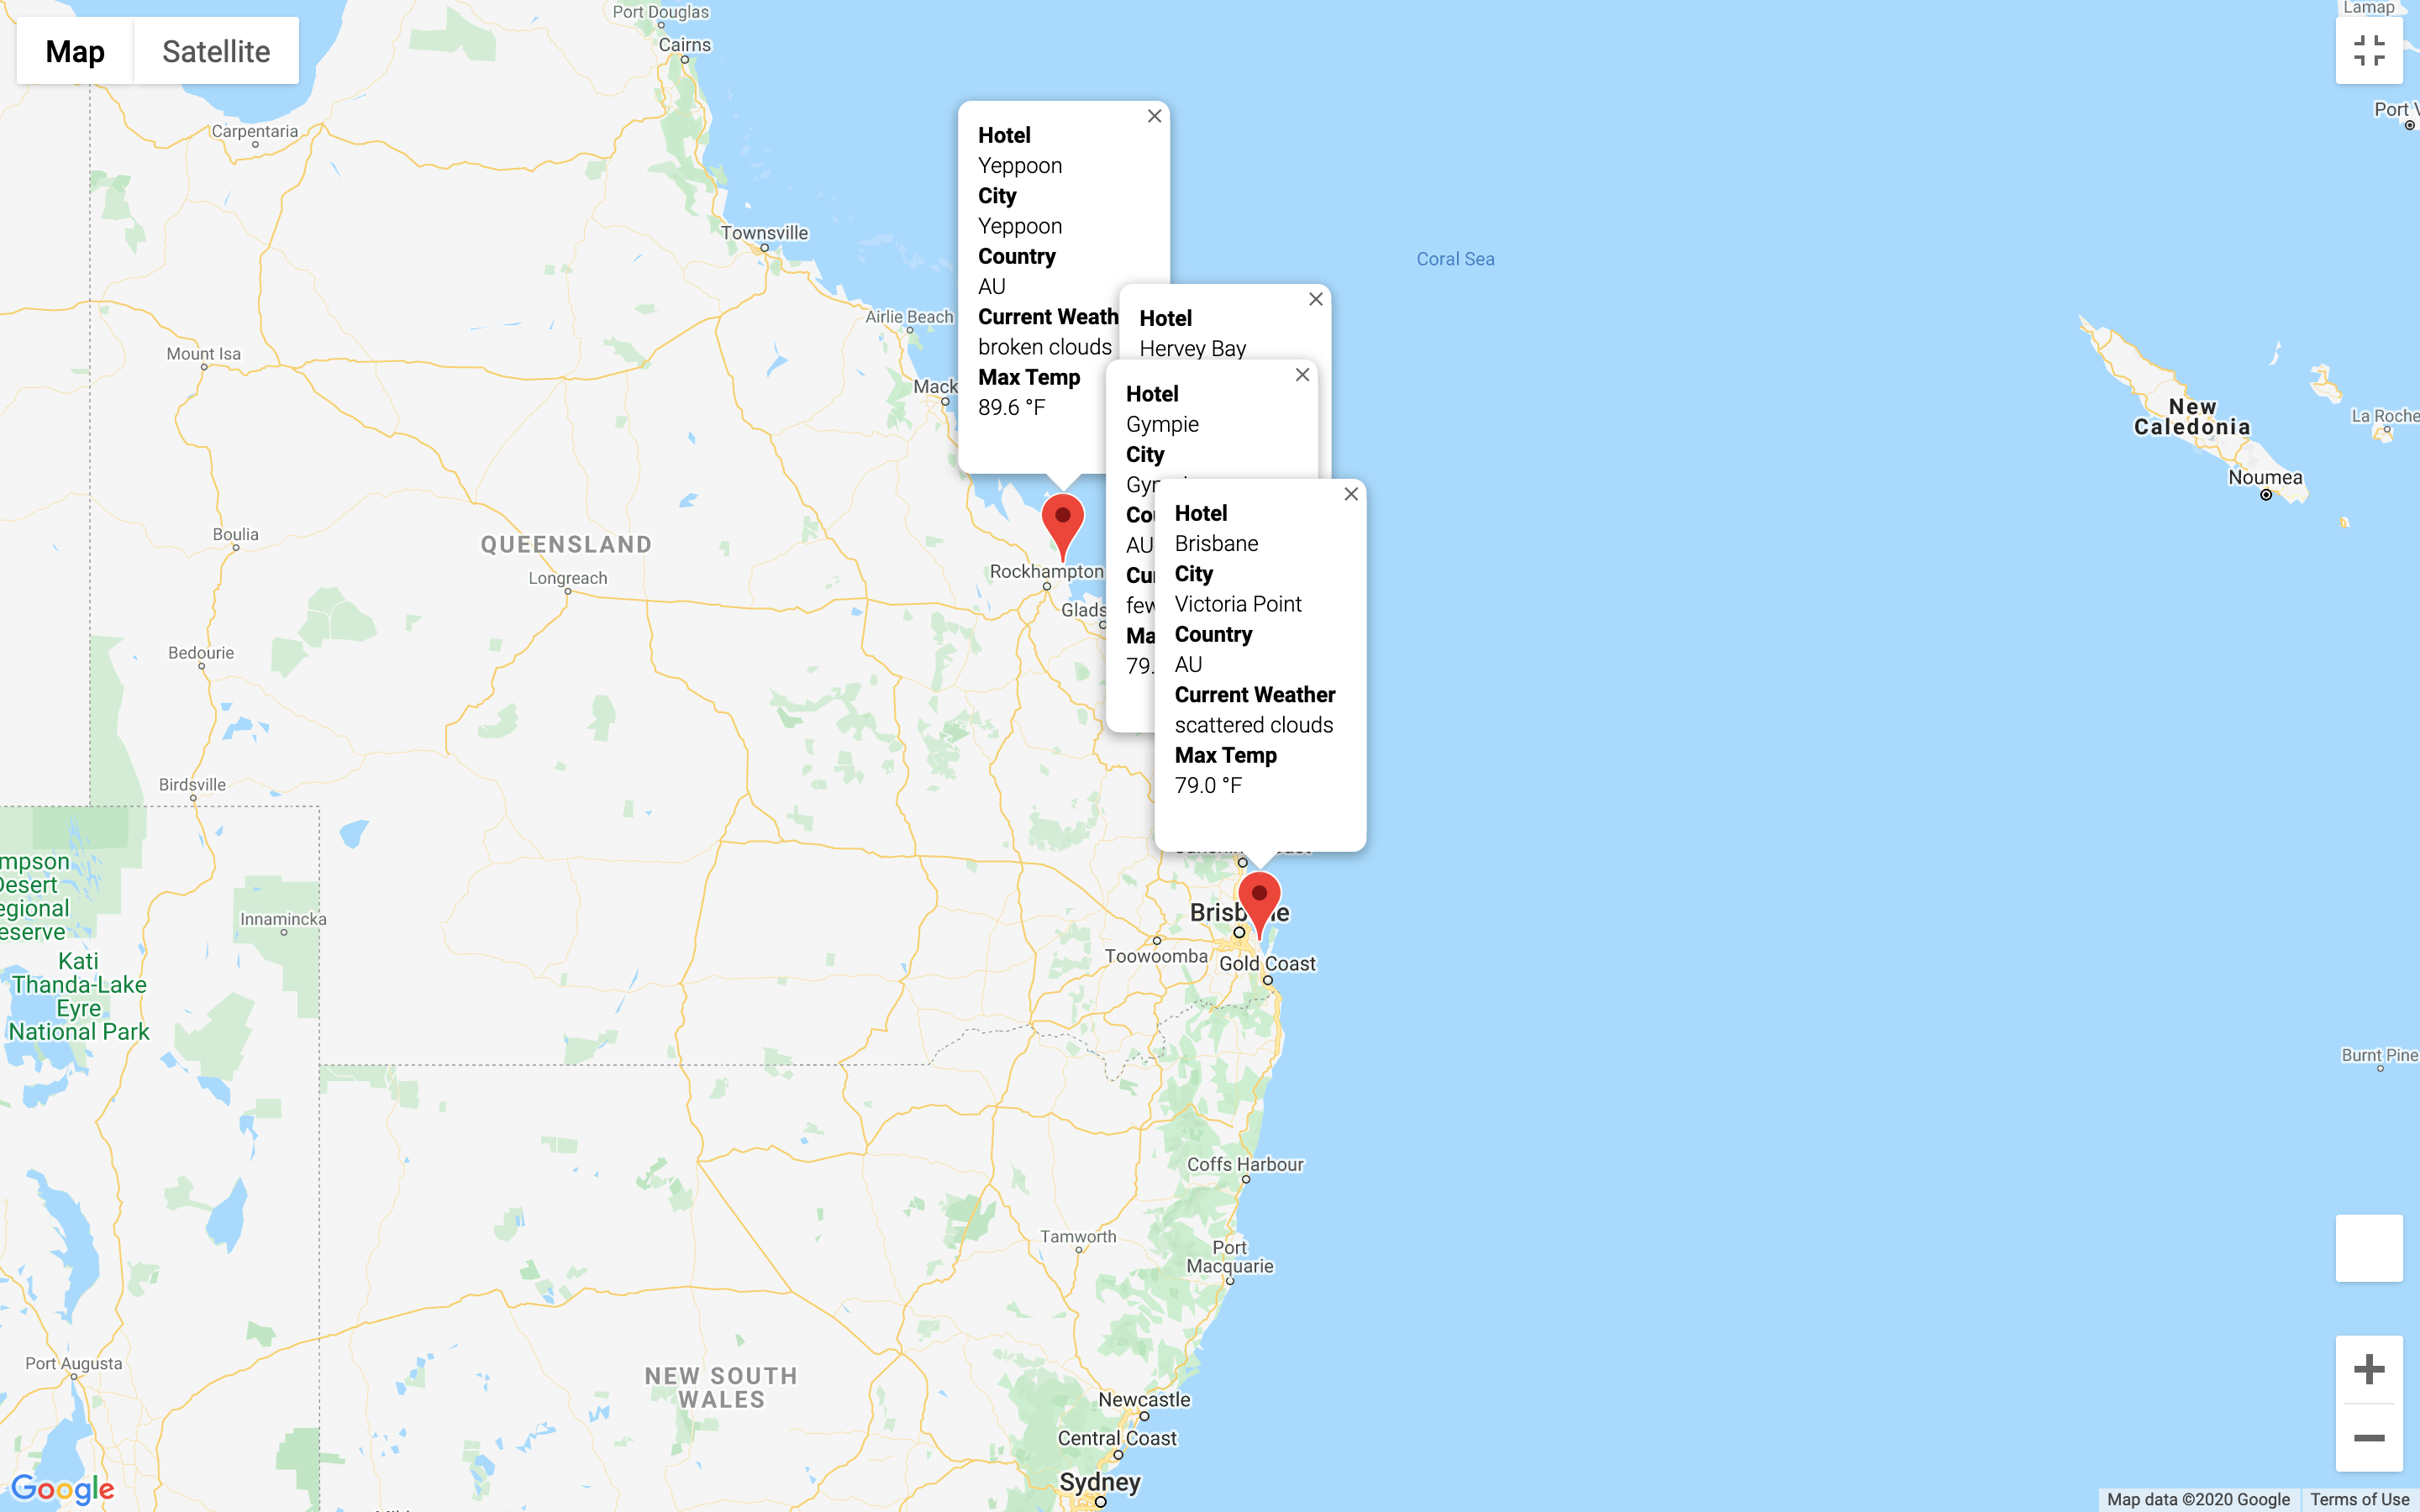 Map
Satellite
Port Douglas
Cairns
Lamap
Port V
Carpentaria
Hotel
Yeppoon
City
Yeppoon
Country
AU
Current Weath
broken clouds
Max Temp
89.6 °F
Townsville
Coral Sea
Airlie Beach
Mount Isa
Mack
Hotel
Hervey Bay
Hotel
Gympie
City
Cou
AU
Cur
few
Ma
79.
Hotel
Brisbane
City
Victoria Point
Country
AU
Current Weather
scattered clouds
Max Temp
79.0 °F
New
Caledonia
La Roche
Noumea
Boulia
QUEENSLAND
Longreach
Rockhampton
Glads
Bedourie
Birdsville
mpson
Desert
egional
eserve
Innamincka
Kati
Thanda-Lake
Eyre
National Park
Brisbane
Toowoomba
Gold Coast
Burnt Pine
Coffs Harbour
Tamworth
Port
Macquarie
Port Augusta
NEW SOUTH
WALES
Newcastle
Central Coast
Sydney
Google
Map data ©2020 Google
Terms of Use